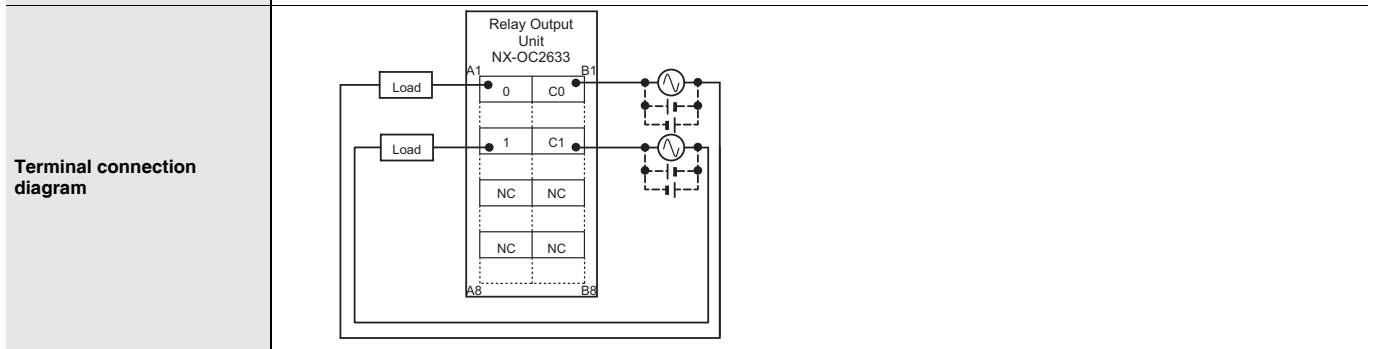 Terminal connection
diagram
Relay Output
Unit
NX-OC2633
A1 B1
Load 0 C0
Load 1 C1
NC NC
NC NC
A8 B8